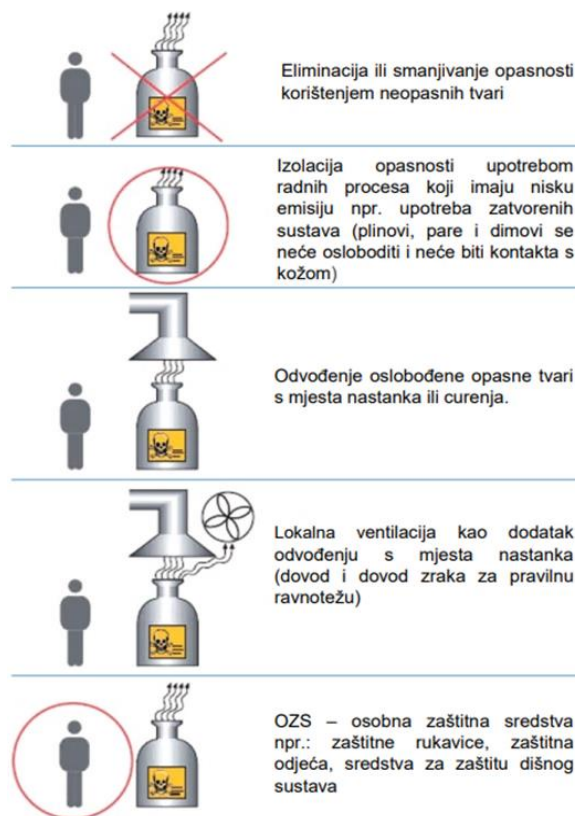 Eliminacija ili smanjivanje opasnosti
korištenjem neopasnih tvari
Izolacija opasnosti upotrebom
radnih procesa koji imaju nisku
emisiju npr. upotreba zatvorenih
sustava (plinovi, pare i dimovi se
neće osloboditi i neće biti kontakta s
kožom)
Odvođenje oslobođene opasne tvari
s mjesta nastanka ili curenja.
Lokalna ventilacija kao dodatak
odvođenju s mjesta nastanka
(dovod i dovod zraka za pravilnu
ravnotežu)
OZS – osobna zaštitna sredstva
npr.: zaštitne rukavice, zaštitna
odjeća, sredstva za zaštitu dišnog
sustava